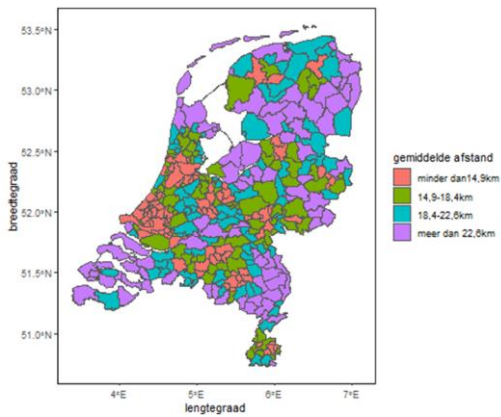 53.5°N
53.0°N
52.5°N
52.0°N
51.5°N
51.0°N
breedtegraad
4°E
5°E
6°E
7°E
lengtegraad
gemiddelde afstand
minder dan14,9km
14,9-18,4km
18,4-22,6km
meer dan 22,6km